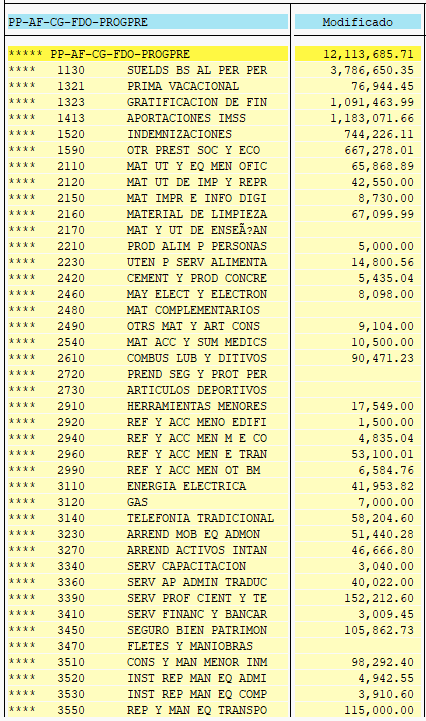 PP-AF-CG-FDO-PROGPRE Modificado
***** PP-AF-CG-FDO-PROGPRE 12,113,685.71
**** 1130 SUELDS BS AL PER PER 3,786,650.35
**** 1321 PRIMA VACACIONAL 76,944.45
**** 1323 GRATIFICACION DE FIN 1,091,463.99
**** 1413 APORTACIONES IMSS 1,183,071.66
**** 1520 INDEMNIZACIONES 744,226.11
**** 1590 OTR PREST SOC Y ECO 667,278.01
**** 2110 MAT UT Y EQ MEN OFIC 65,868.89
**** 2120 MAT UT DE IMP Y REPR 42,550.00
**** 2150 MAT IMPR E INFO DIGI 8,730.00
**** 2160 MATERIAL DE LIMPIEZA 67,099.99
**** 2170 MAT Y UT DE ENSEÃ?AN
**** 2210 PROD ALIM P PERSONAS 5,000.00
**** 2230 UTEN P SERV ALIMENTA 14,800.56
**** 2420 CEMENT Y PROD CONCRE 5,435.04
**** 2460 MAY ELECT Y ELECTRON 8,098.00
**** 2480 MAT COMPLEMENTARIOS
**** 2490 OTRS MAT Y ART CONS 9,104.00
**** 2540 MAT ACC Y SUM MEDICS 10,500.00
**** 2610 COMBUS LUB Y DITIVOS 90,471.23
**** 2720 PREND SEG Y PROT PER
**** 2730 ARTICULOS DEPORTIVOS
**** 2910 HERRAMIENTAS MENORES 17,549.00
**** 2920 REF Y ACC MENO EDIFI 1,500.00
**** 2940 REF Y ACC MEN M E CO 4,835.04
**** 2960 REF Y ACC MEN E TRAN 53,100.01
**** 2990 REF Y ACC MEN OT BM 6,584.76
**** 3110 ENERGIA ELECTRICA 41,953.82
**** 3120 GAS 7,000.00
**** 3140 TELEFONIA TRADICIONAL 58,204.60
**** 3230 ARREND MOB EQ ADMON 51,440.28
**** 3270 ARREND ACTIVOS INTAN 46,666.80
**** 3340 SERV CAPACITACION 3,040.00
**** 3360 SERV AP ADMIN TRADUC 40,022.00
**** 3390 SERV PROF CIENT Y TE 152,212.60
**** 3410 SERV FINANC Y BANCAR 3,009.45
**** 3450 SEGURO BIEN PATRIMON 105,862.73
**** 3470 FLETES Y MANIOBRAS
**** 3510 CONS Y MAN MENOR INM 98,292.40
**** 3520 INST REP MAN EQ ADMI 4,942.55
**** 3530 INST REP MAN EQ COMP 3,910.60
**** 3550 REP Y MAN EQ TRANSPO 115,000.00